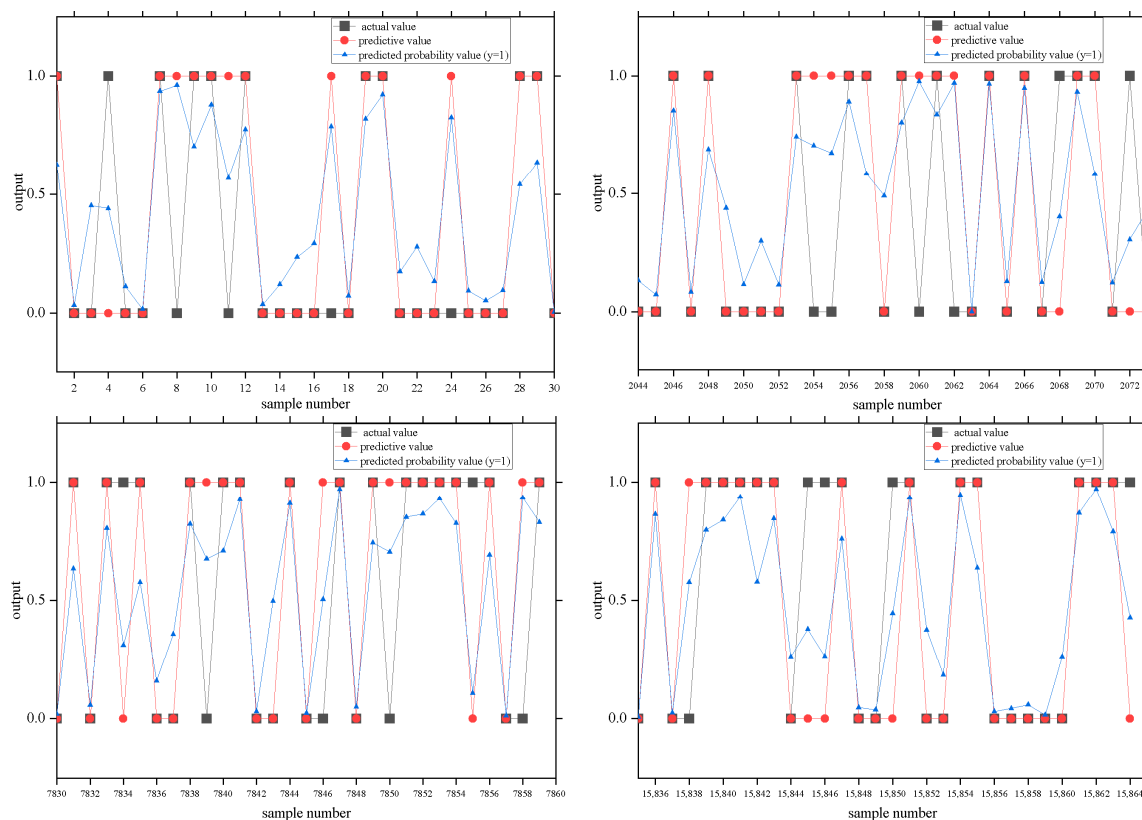 actual value
predictive value
predicted probability value (y=1)
1.0
0.5
0.0
output
2 4 6 8 10 12 14 16 18 20 22 24 26 28 30
sample number
actual value
predictive value
predicted probability value (y=1)
1.0
0.5
0.0
output
2044 2046 2048 2050 2052 2054 2056 2058 2060 2062 2064 2066 2068 2070 2072
sample number
actual value
predictive value
predicted probability value (y=1)
1.0
0.5
0.0
output
7830 7832 7834 7836 7838 7840 7842 7844 7846 7848 7850 7852 7854 7856 7858 7860
sample number
actual value
predictive value
predicted probability value (y=1)
1.0
0.5
0.0
output
15,836 15,838 15,840 15,842 15,844 15,846 15,848 15,850 15,852 15,854 15,856 15,858 15,860 15,862 15,864
sample number